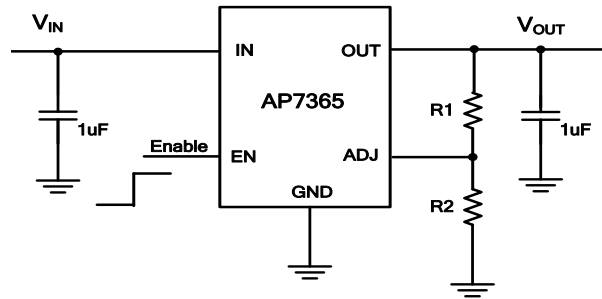 VIN
VOUT
IN
OUT
AP7365
R1
1uF
1uF
Enable
EN
ADJ
GND
R2